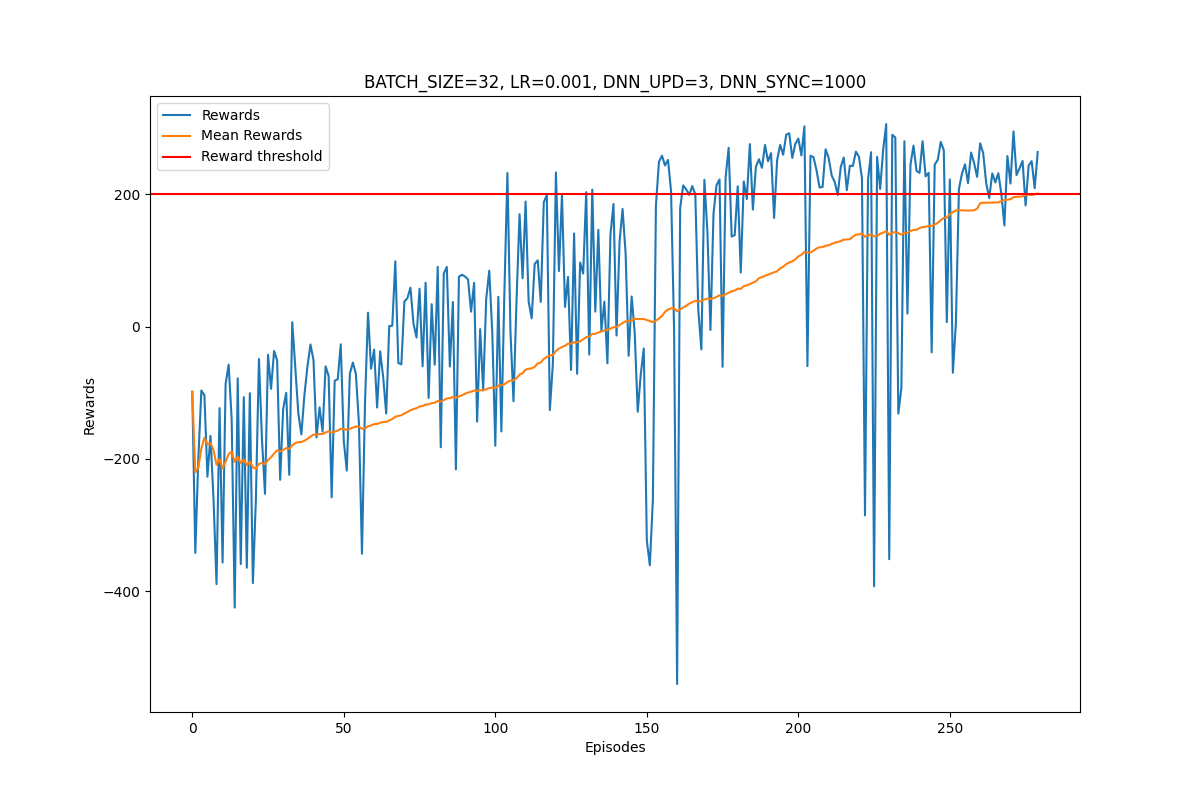 BATCH_SIZE=32, LR=0.001, DNN_UPD=3, DNN_SYNC=1000
Rewards
Mean Rewards
Reward threshold
200
0
−200
−400
Rewards
0
50
100
150
200
250
Episodes